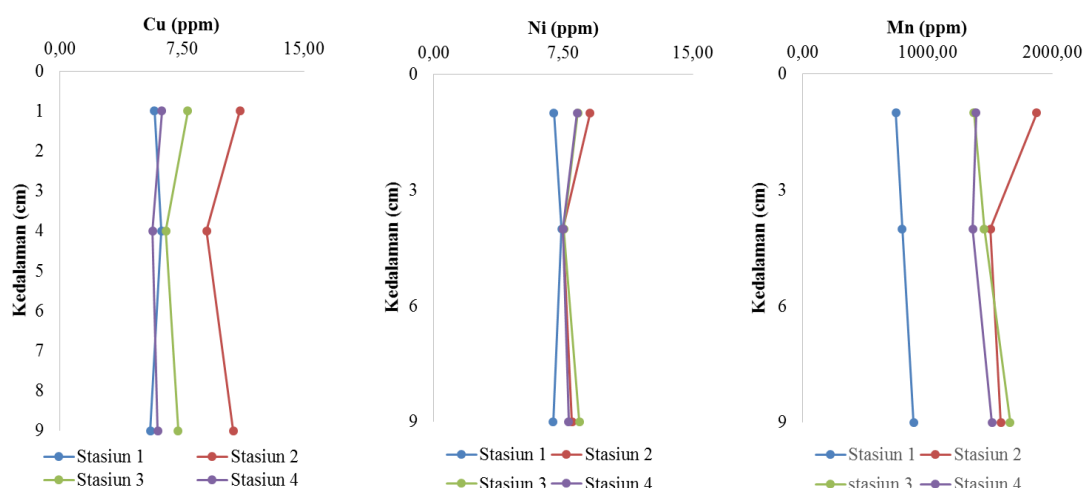 Cu (ppm)
0,00 7,50 15,00
Kedalaman (cm)
0
1
2
3
4
5
6
7
8
9
Stasiun 1 Stasiun 2
Stasiun 3 Stasiun 4
Ni (ppm)
0,00 7,50 15,00
Kedalaman (cm)
0
3
6
9
Stasiun 1 Stasiun 2
Stasiun 3 Stasiun 4
Mn (ppm)
0,00 1000,00 2000,00
Kedalaman (cm)
0
3
6
9
Stasiun 1 Stasiun 2
stasiun 3 Stasiun 4